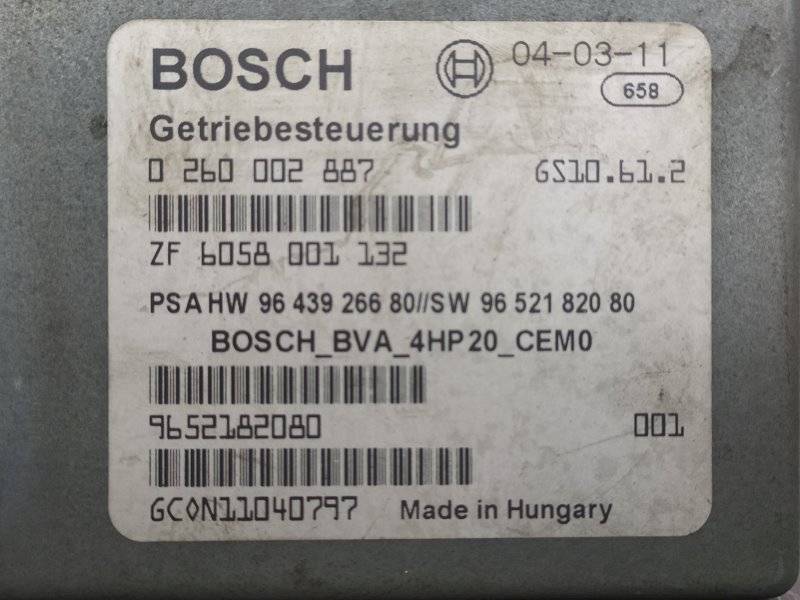 BOSCH 04-03-11
658
Getriebesteuerung
0 260 002 887 GS10.61.2
ZF 6058 001 132
PSA HW 96 439 266 80//SW 96 521 820 80
BOSCH_BVA_4HP20_CEM0
9652182080 001
GC0N11040797 Made in Hungary